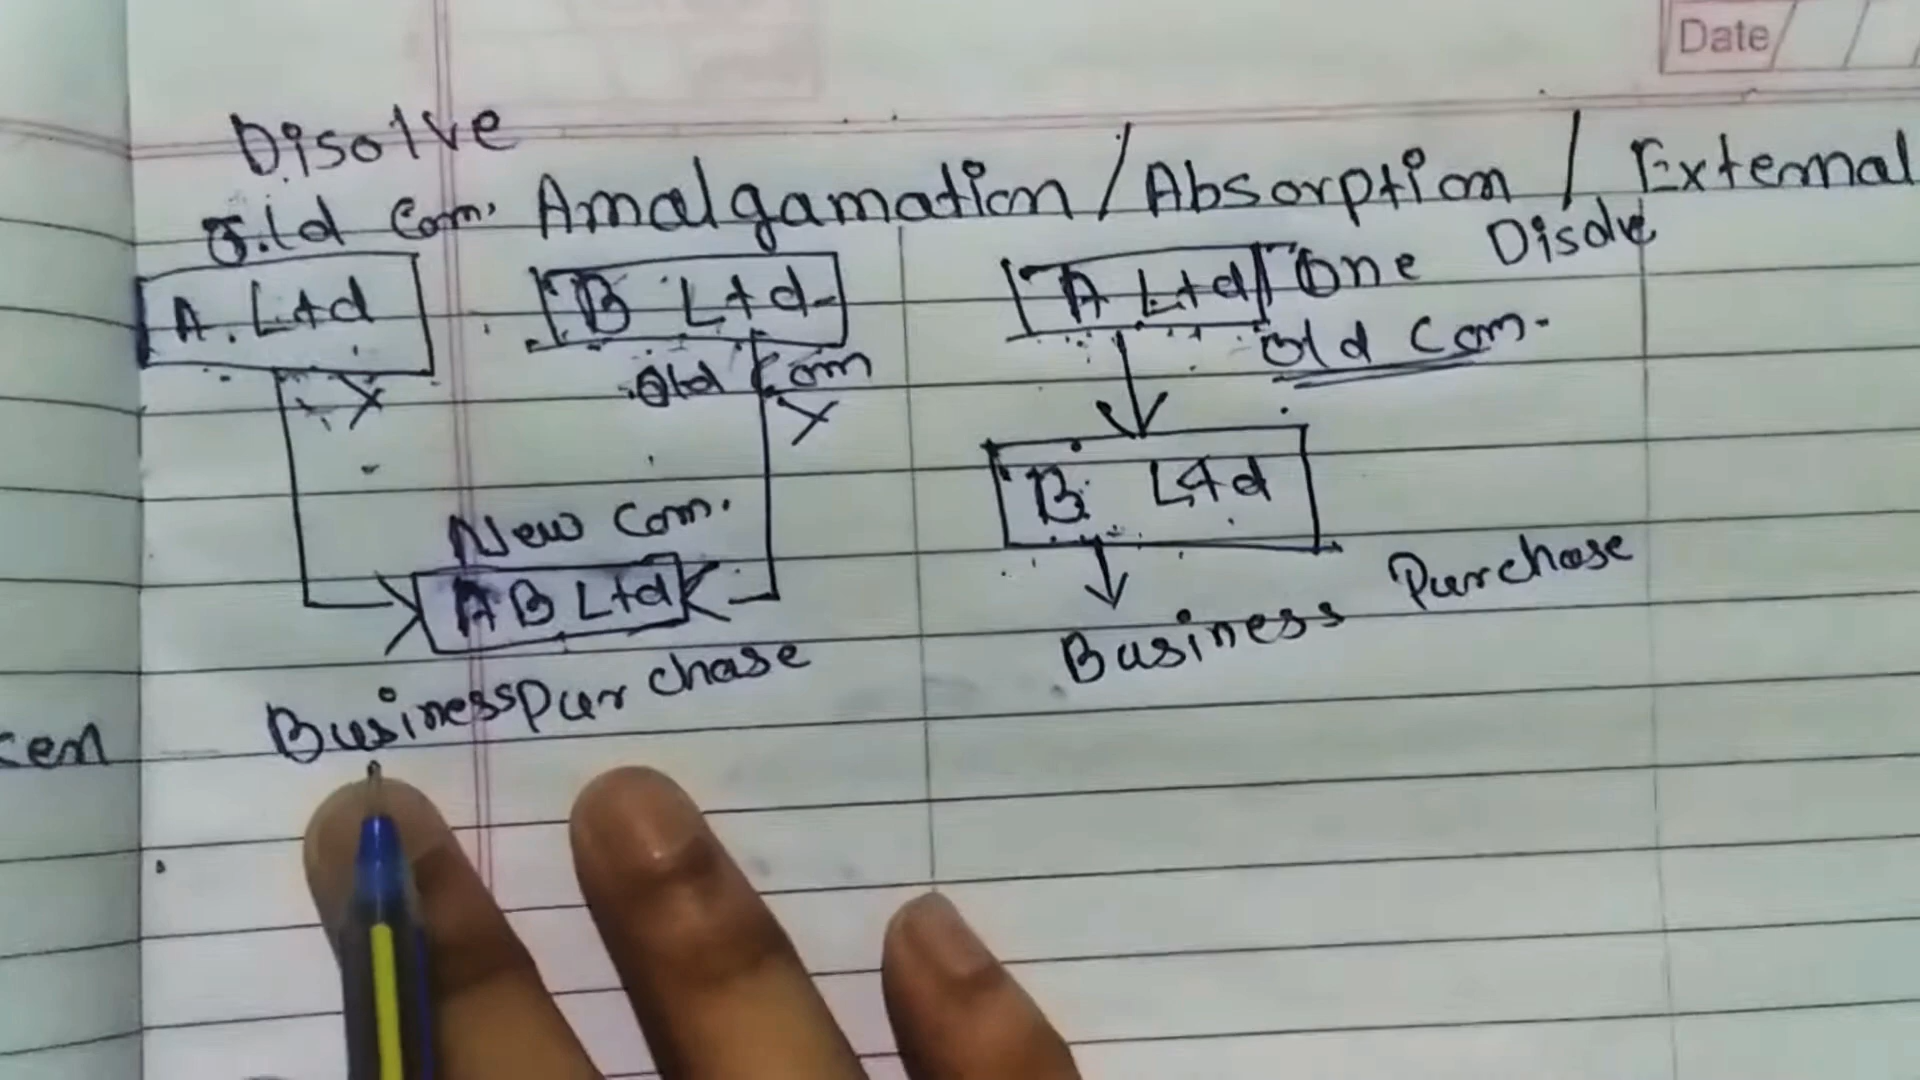 Date
Disolve
Old Com. Amalgamation / Absorption / External
A. Ltd B Ltd A Ltd One Disolve
Old Com Old Com.
X X
New Com. B Ltd
AB Ltd
Business Purchase Business Purchase